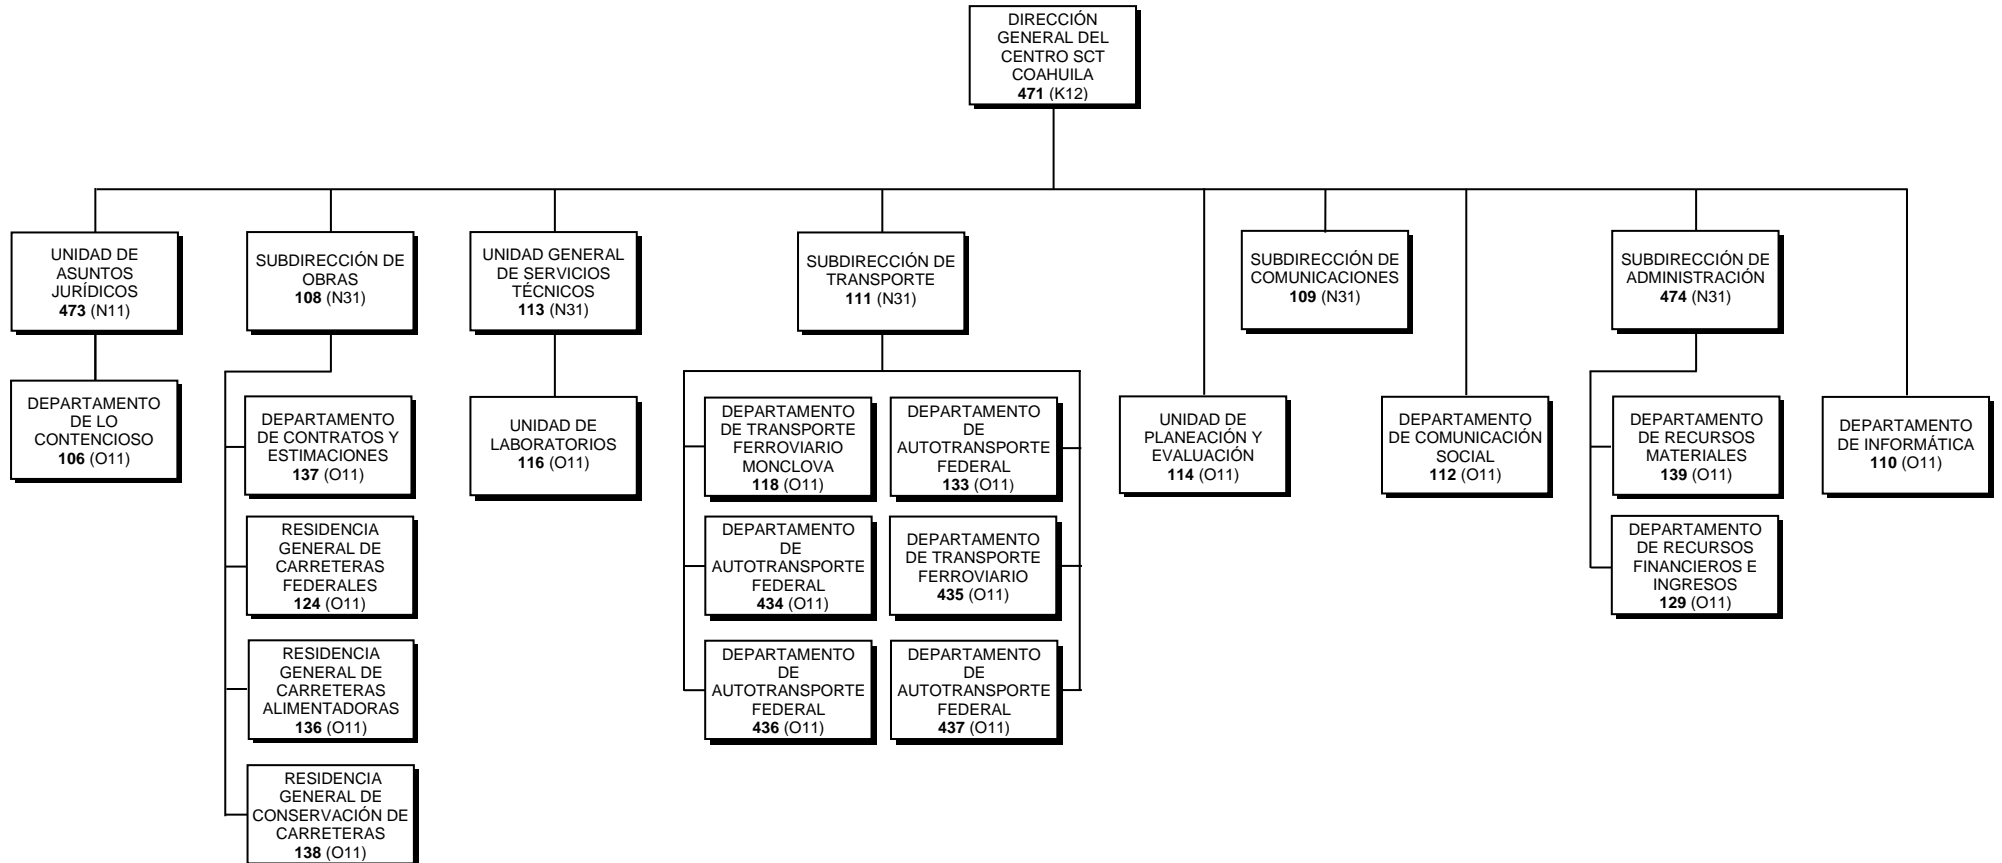 DIRECCIÓN
GENERAL DEL
CENTRO SCT
COAHUILA
471 (K12)
UNIDAD DE
ASUNTOS
JURÍDICOS
473 (N11)
SUBDIRECCIÓN DE
OBRAS
108 (N31)
UNIDAD GENERAL
DE SERVICIOS
TÉCNICOS
113 (N31)
SUBDIRECCIÓN DE
TRANSPORTE
111 (N31)
SUBDIRECCIÓN DE
COMUNICACIONES
109 (N31)
SUBDIRECCIÓN DE
ADMINISTRACIÓN
474 (N31)
DEPARTAMENTO
DE LO
CONTENCIOSO
106 (O11)
DEPARTAMENTO
DE CONTRATOS Y
ESTIMACIONES
137 (O11)
UNIDAD DE
LABORATORIOS
116 (O11)
DEPARTAMENTO
DE TRANSPORTE
FERROVIARIO
MONCLOVA
118 (O11)
DEPARTAMENTO
DE
AUTOTRANSPORTE
FEDERAL
133 (O11)
UNIDAD DE
PLANEACIÓN Y
EVALUACIÓN
114 (O11)
DEPARTAMENTO
DE COMUNICACIÓN
SOCIAL
112 (O11)
DEPARTAMENTO
DE RECURSOS
MATERIALES
139 (O11)
DEPARTAMENTO
DE INFORMÁTICA
110 (O11)
RESIDENCIA
GENERAL DE
CARRETERAS
FEDERALES
124 (O11)
DEPARTAMENTO
DE
AUTOTRANSPORTE
FEDERAL
434 (O11)
DEPARTAMENTO
DE TRANSPORTE
FERROVIARIO
435 (O11)
DEPARTAMENTO
DE RECURSOS
FINANCIEROS E
INGRESOS
129 (O11)
RESIDENCIA
GENERAL DE
CARRETERAS
ALIMENTADORAS
136 (O11)
DEPARTAMENTO
DE
AUTOTRANSPORTE
FEDERAL
436 (O11)
DEPARTAMENTO
DE
AUTOTRANSPORTE
FEDERAL
437 (O11)
RESIDENCIA
GENERAL DE
CONSERVACIÓN DE
CARRETERAS
138 (O11)